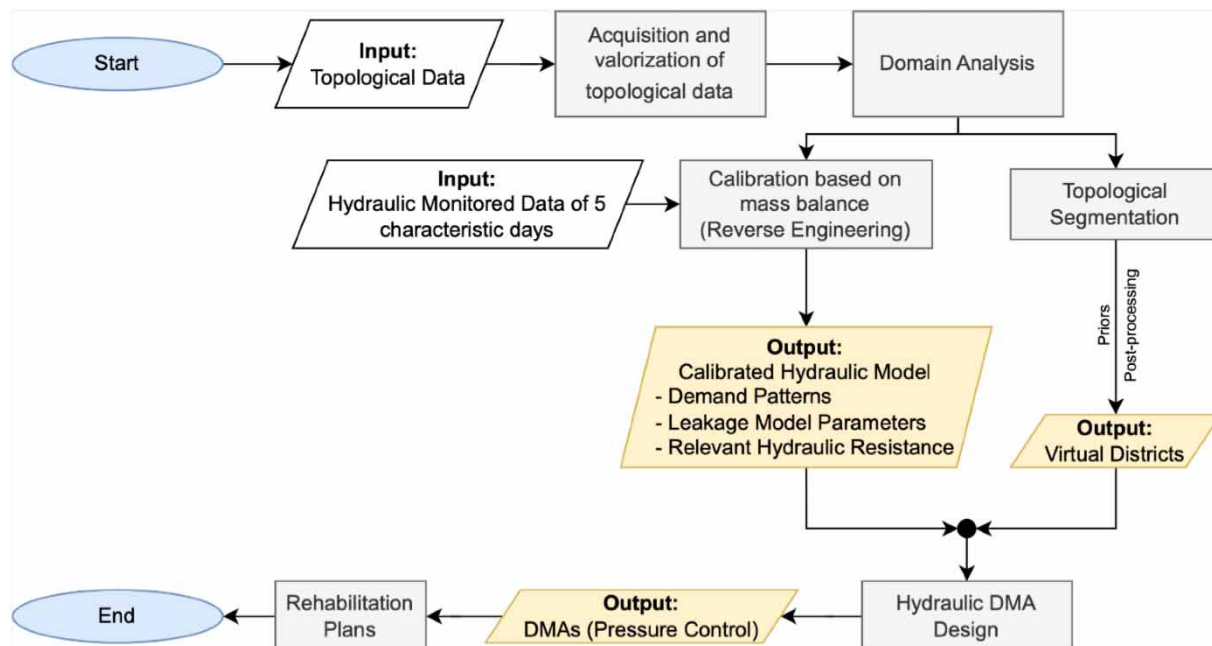 Start
Input:
Topological Data
Acquisition and
valorization of
topological data
Domain Analysis
Input:
Hydraulic Monitored Data of 5
characteristic days
Calibration based on
mass balance
(Reverse Engineering)
Topological
Segmentation
Priors
Post-processing
Output:
Calibrated Hydraulic Model
- Demand Patterns
- Leakage Model Parameters
- Relevant Hydraulic Resistance
Output:
Virtual Districts
End
Rehabilitation
Plans
Output:
DMAs (Pressure Control)
Hydraulic DMA
Design